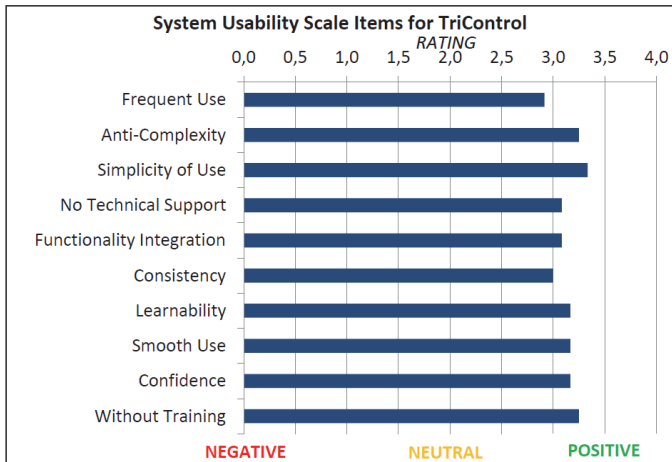 System Usability Scale Items for TriControl
RATING
0,0 0,5 1,0 1,5 2,0 2,5 3,0 3,5 4,0
Frequent Use
Anti-Complexity
Simplicity of Use
No Technical Support
Functionality Integration
Consistency
Learnability
Smooth Use
Confidence
Without Training
NEGATIVE NEUTRAL POSITIVE